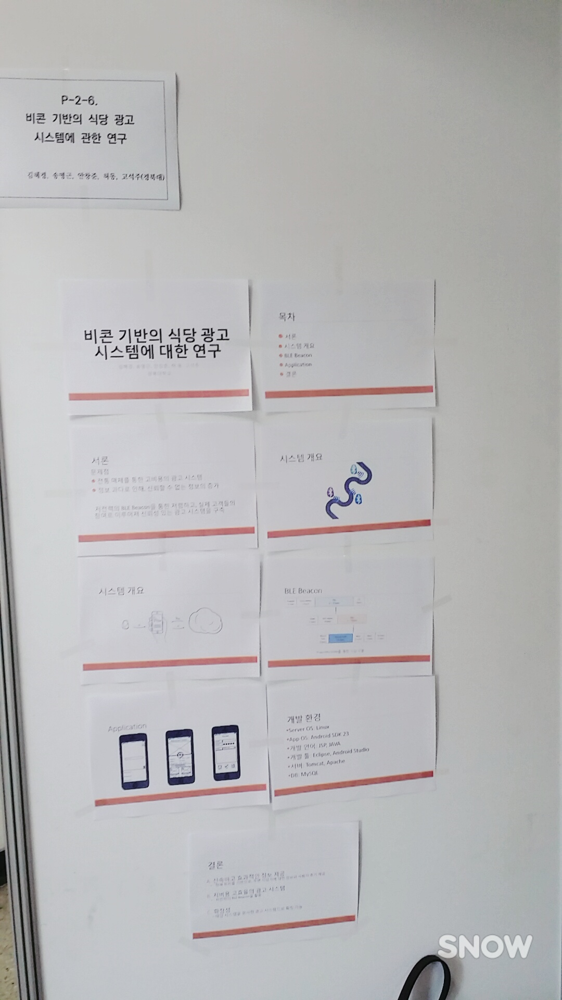 P-2-6.
비콘 기반의 식당 광고
시스템에 관한 연구
김혜경, 송명근, 안창준, 허동, 고석주(경북대)
비콘 기반의 식당 광고
시스템에 대한 연구
목차
서론
시스템 개요
BLE Beacon
Application
결론
서론
문제점
전통 매체를 통한 고비용의 광고 시스템
정보 과다로 인해, 신뢰할 수 없는 정보의 증가
저전력의 BLE Beacon을 통한 저렴하고, 실제 고객들의
참여로 이루어져 신뢰성 있는 광고 시스템을 구축
시스템 개요
시스템 개요
BLE Beacon
Application
개발 환경
•Server OS: Linux
•App OS: Android SDK 23
•개발 언어: JSP, JAVA
•개발 툴: Eclipse, Android Studio
•서버: Tomcat, Apache
•DB: MySQL
결론
신속하고 효과적인 정보 제공
저비용 고효율의 광고 시스템
확장성
SNOW